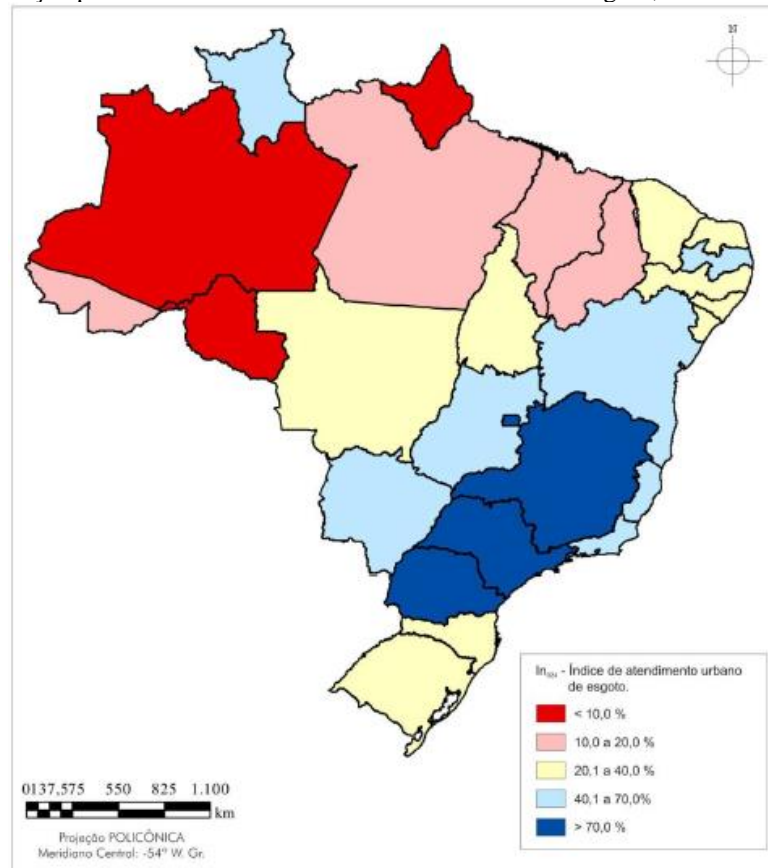 N
In₀₂₄ - Índice de atendimento urbano
de esgoto.
< 10,0 %
10,0 a 20,0 %
20,1 a 40,0 %
40,1 a 70,0%
> 70,0 %
0137,575 550 825 1.100
km
Projeção POLICÔNICA
Meridiano Central: -54° W. Gr.